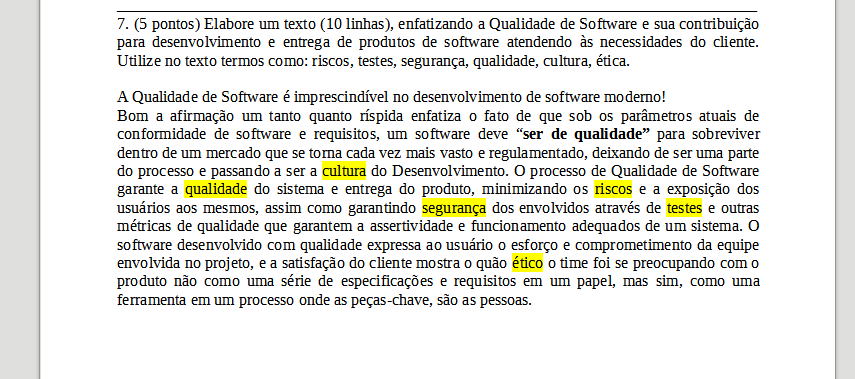 7. (5 pontos) Elabore um texto (10 linhas), enfatizando a Qualidade de Software e sua contribuição
para desenvolvimento e entrega de produtos de software atendendo às necessidades do cliente.
Utilize no texto termos como: riscos, testes, segurança, qualidade, cultura, ética.
A Qualidade de Software é imprescindível no desenvolvimento de software moderno!
Bom a afirmação um tanto quanto ríspida enfatiza o fato de que sob os parâmetros atuais de
conformidade de software e requisitos, um software deve “ser de qualidade” para sobreviver
dentro de um mercado que se torna cada vez mais vasto e regulamentado, deixando de ser uma parte
do processo e passando a ser a cultura do Desenvolvimento. O processo de Qualidade de Software
garante a qualidade do sistema e entrega do produto, minimizando os riscos e a exposição dos
usuários aos mesmos, assim como garantindo segurança dos envolvidos através de testes e outras
métricas de qualidade que garantem a assertividade e funcionamento adequados de um sistema. O
software desenvolvido com qualidade expressa ao usuário o esforço e comprometimento da equipe
envolvida no projeto, e a satisfação do cliente mostra o quão ético o time foi se preocupando com o
produto não como uma série de especificações e requisitos em um papel, mas sim, como uma
ferramenta em um processo onde as peças-chave, são as pessoas.